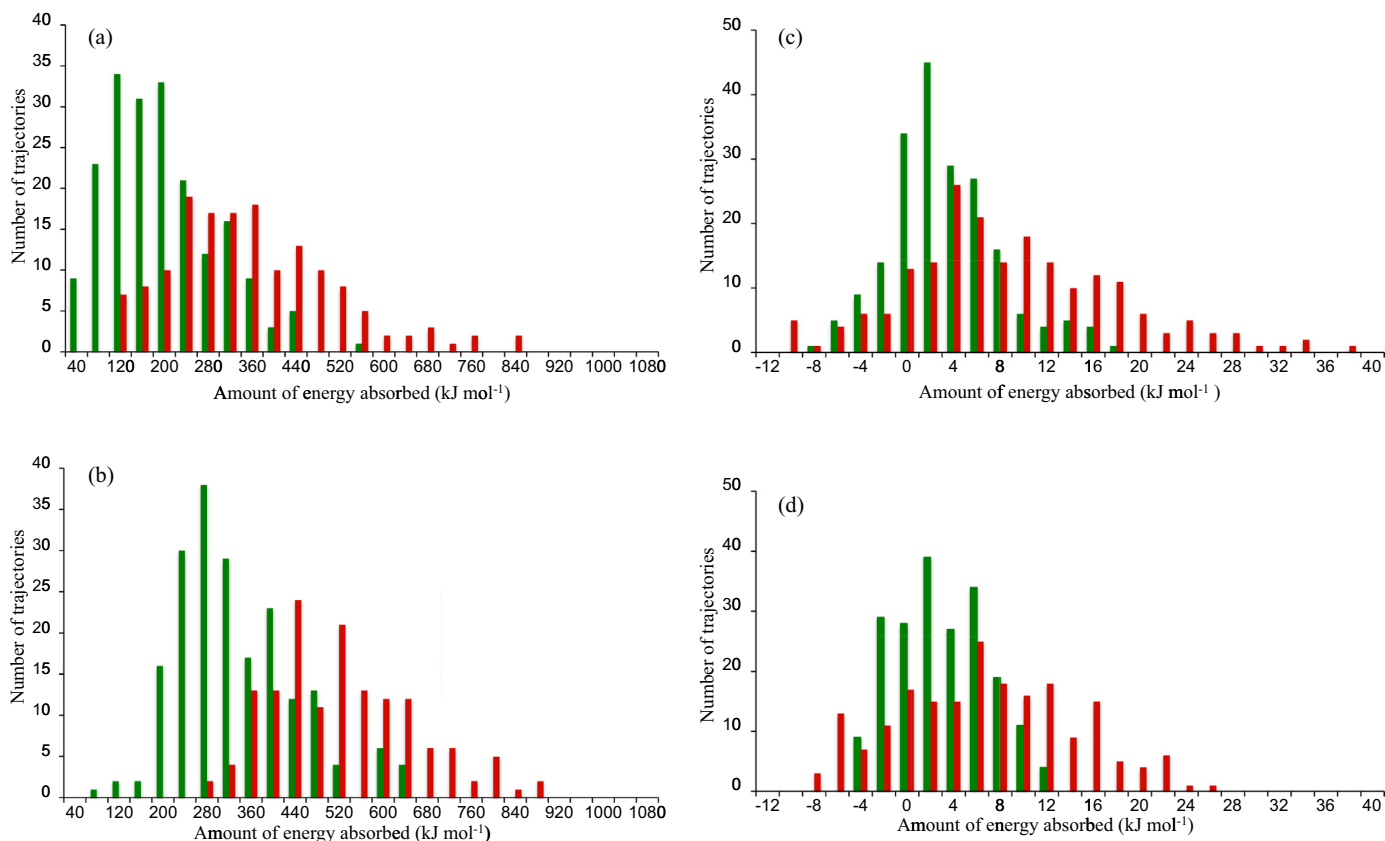 (a)
Number of trajectories
40
35
30
25
20
15
10
5
0
40 120 200 280 360 440 520 600 680 760 840 920 1000 1080
Amount of energy absorbed (kJ mol⁻¹)
(c)
Number of trajectories
50
40
30
20
10
0
-12 -8 -4 0 4 8 12 16 20 24 28 32 36 40
Amount of energy absorbed (kJ mol⁻¹ )
(b)
Number of trajectories
40
35
30
25
20
15
10
5
0
40 120 200 280 360 440 520 600 680 760 840 920 1000 1080
Amount of energy absorbed (kJ mol⁻¹)
(d)
Number of trajectories
50
40
30
20
10
0
-12 -8 -4 0 4 8 12 16 20 24 28 32 36 40
Amount of energy absorbed (kJ mol⁻¹)